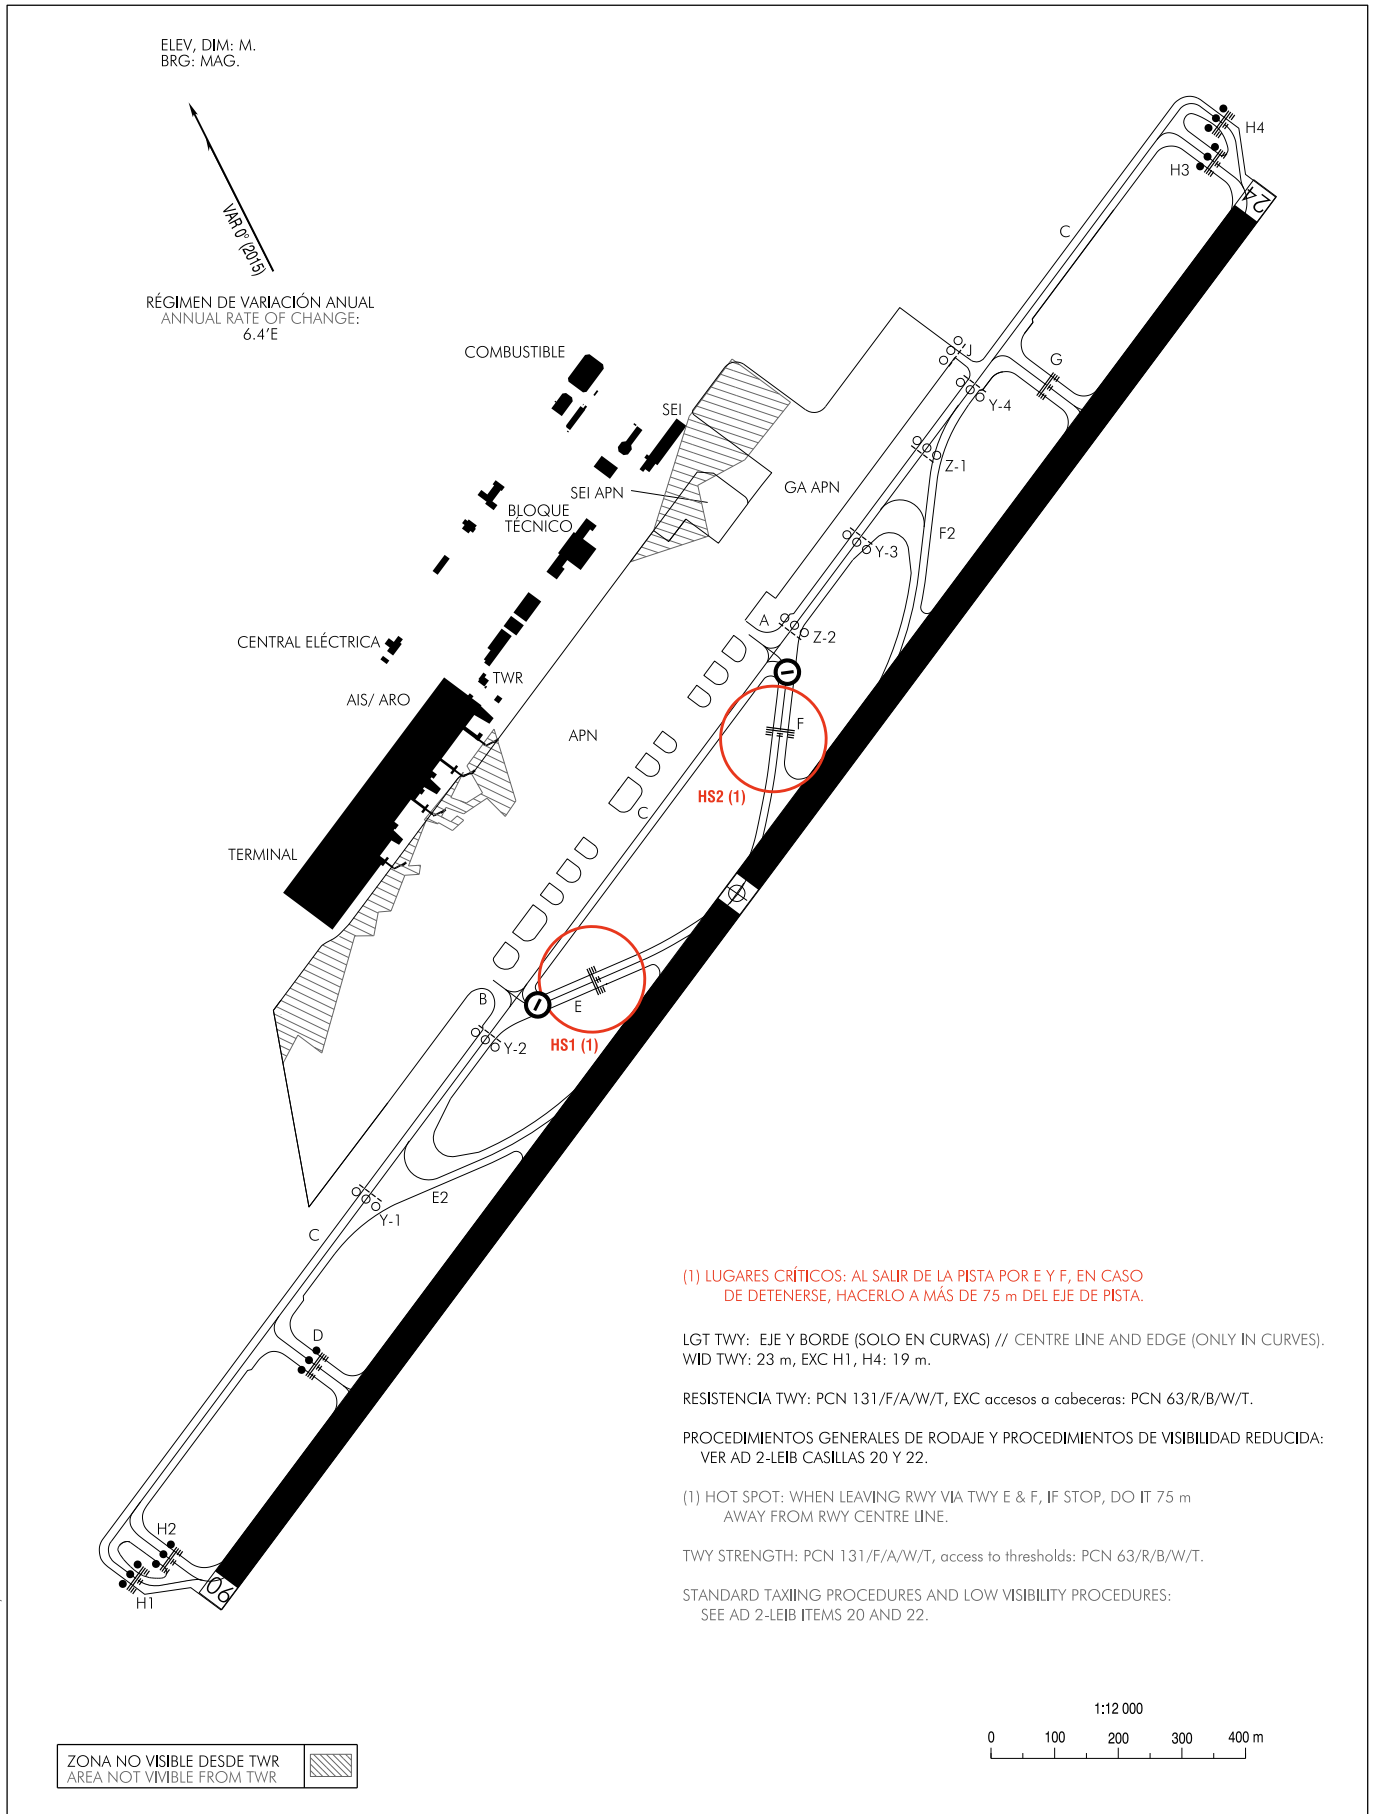 ELEV, DIM: M.
BRG: MAG.
VAR 0° (2015)
RÉGIMEN DE VARIACIÓN ANUAL
ANNUAL RATE OF CHANGE:
6.4'E
H4
H3
24
C
COMBUSTIBLE
J
G
Y-4
SEI
Z-1
SEI APN
GA APN
BLOQUE
TÉCNICO
F2
Y-3
A
Z-2
CENTRAL ELÉCTRICA
TWR
AIS/ ARO
APN
F
HS2 (1)
C
TERMINAL
B
E
Y-2
HS1 (1)
E2
Y-1
C
D
H2
H1
06
(1) LUGARES CRÍTICOS: AL SALIR DE LA PISTA POR E Y F, EN CASO
DE DETENERSE, HACERLO A MÁS DE 75 m DEL EJE DE PISTA.
LGT TWY: EJE Y BORDE (SOLO EN CURVAS) // CENTRE LINE AND EDGE (ONLY IN CURVES).
WID TWY: 23 m, EXC H1, H4: 19 m.
RESISTENCIA TWY: PCN 131/F/A/W/T, EXC accesos a cabeceras: PCN 63/R/B/W/T.
PROCEDIMIENTOS GENERALES DE RODAJE Y PROCEDIMIENTOS DE VISIBILIDAD REDUCIDA:
VER AD 2-LEIB CASILLAS 20 Y 22.
(1) HOT SPOT: WHEN LEAVING RWY VIA TWY E & F, IF STOP, DO IT 75 m
AWAY FROM RWY CENTRE LINE.
TWY STRENGTH: PCN 131/F/A/W/T, access to thresholds: PCN 63/R/B/W/T.
STANDARD TAXIING PROCEDURES AND LOW VISIBILITY PROCEDURES:
SEE AD 2-LEIB ITEMS 20 AND 22.
1:12 000
0 100 200 300 400 m
ZONA NO VISIBLE DESDE TWR
AREA NOT VIVIBLE FROM TWR